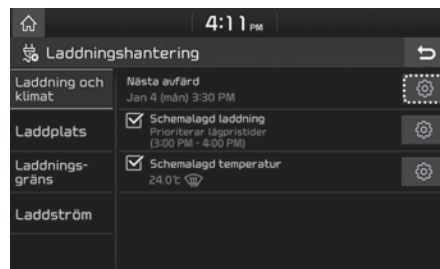 4:11 PM
Laddningshantering
Laddning och
klimat
Nästa avfärd
Jan 4 (mån) 3:30 PM
Laddplats
Schemalagd laddning
Prioriterar lågpristider
(3:00 PM - 4:00 PM)
Laddnings-
gräns
Schemalagd temperatur
24.0℃
Laddström